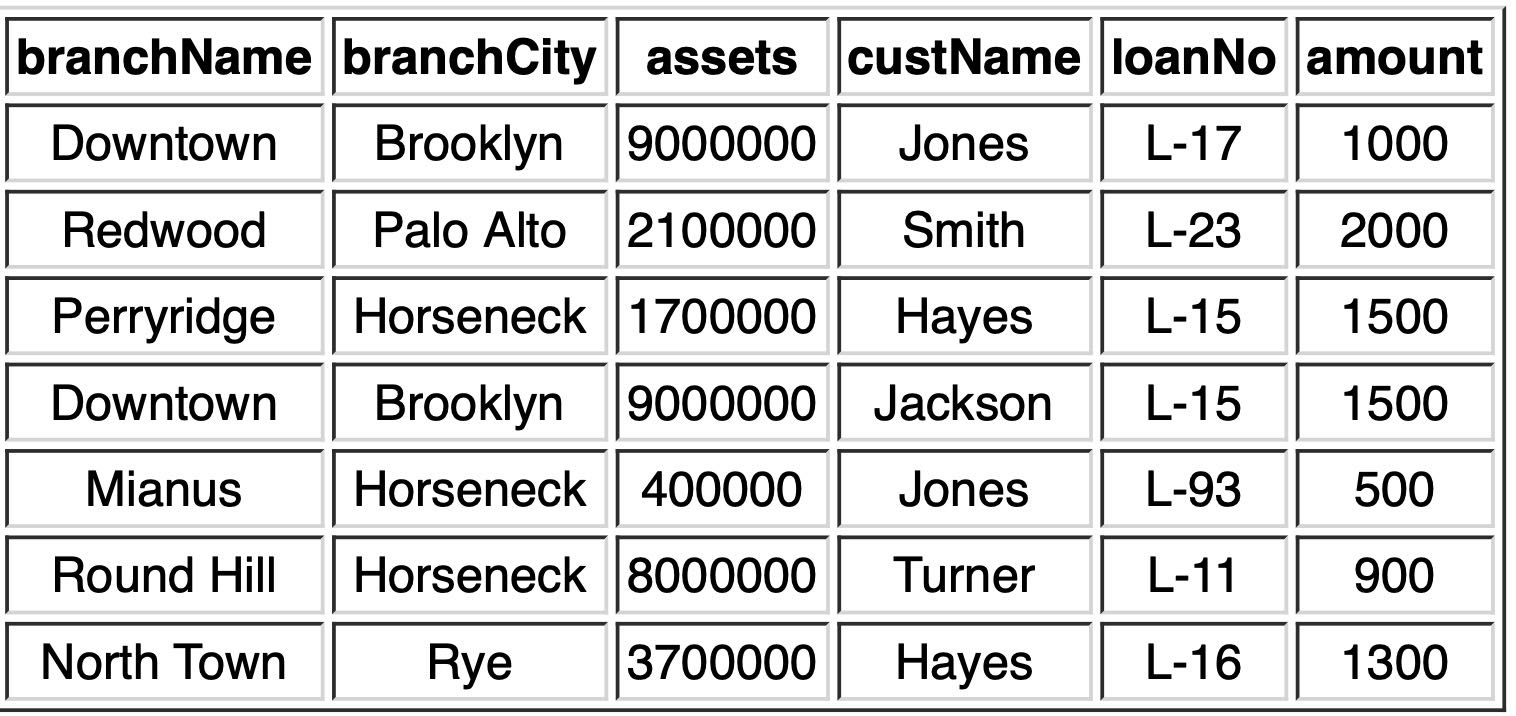 branchName branchCity assets custName loanNo amount
Downtown Brooklyn 9000000 Jones L-17 1000
Redwood Palo Alto 2100000 Smith L-23 2000
Perryridge Horseneck 1700000 Hayes L-15 1500
Downtown Brooklyn 9000000 Jackson L-15 1500
Mianus Horseneck 400000 Jones L-93 500
Round Hill Horseneck 8000000 Turner L-11 900
North Town Rye 3700000 Hayes L-16 1300